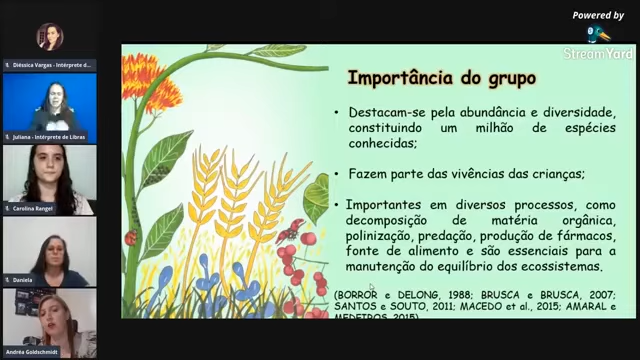 Powered by
StreamYard
Diéssica Vargas - Intérprete d...
Juliana - Intérprete de Libras
Carolina Rangel
Daniela
Andréa Goldschmidt
Importância do grupo
• Destacam-se pela abundância e diversidade,
constituindo um milhão de espécies
conhecidas;
• Fazem parte das vivências das crianças;
• Importantes em diversos processos, como
decomposição de matéria orgânica,
polinização, predação, produção de fármacos,
fonte de alimento e são essenciais para a
manutenção do equilíbrio dos ecossistemas.
(BORROR e DELONG, 1988; BRUSCA e BRUSCA, 2007;
SANTOS e SOUTO, 2011; MACEDO et al., 2015; AMARAL e
MEDEIROS, 2015)